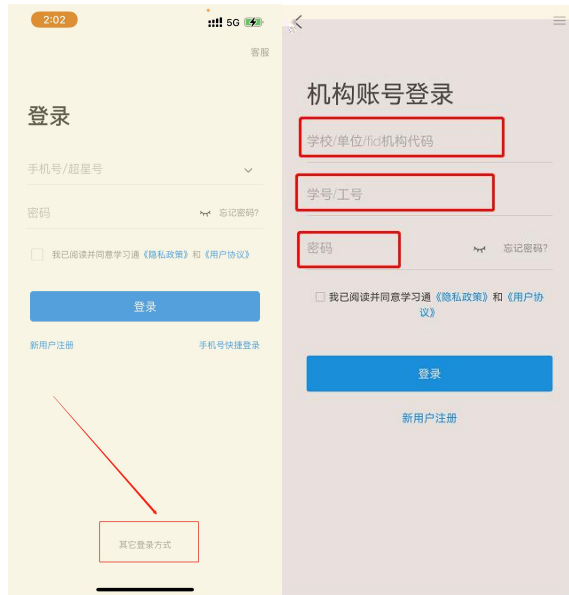 2:02
5G
客服
登录
手机号/超星号
密码
忘记密码?
我已阅读并同意学习通《隐私政策》和《用户协议》
登录
新用户注册
手机号快捷登录
其它登录方式
机构账号登录
学校/单位/fid机构代码
学号/工号
密码
忘记密码?
我已阅读并同意学习通《隐私政策》和《用户协
议》
登录
新用户注册